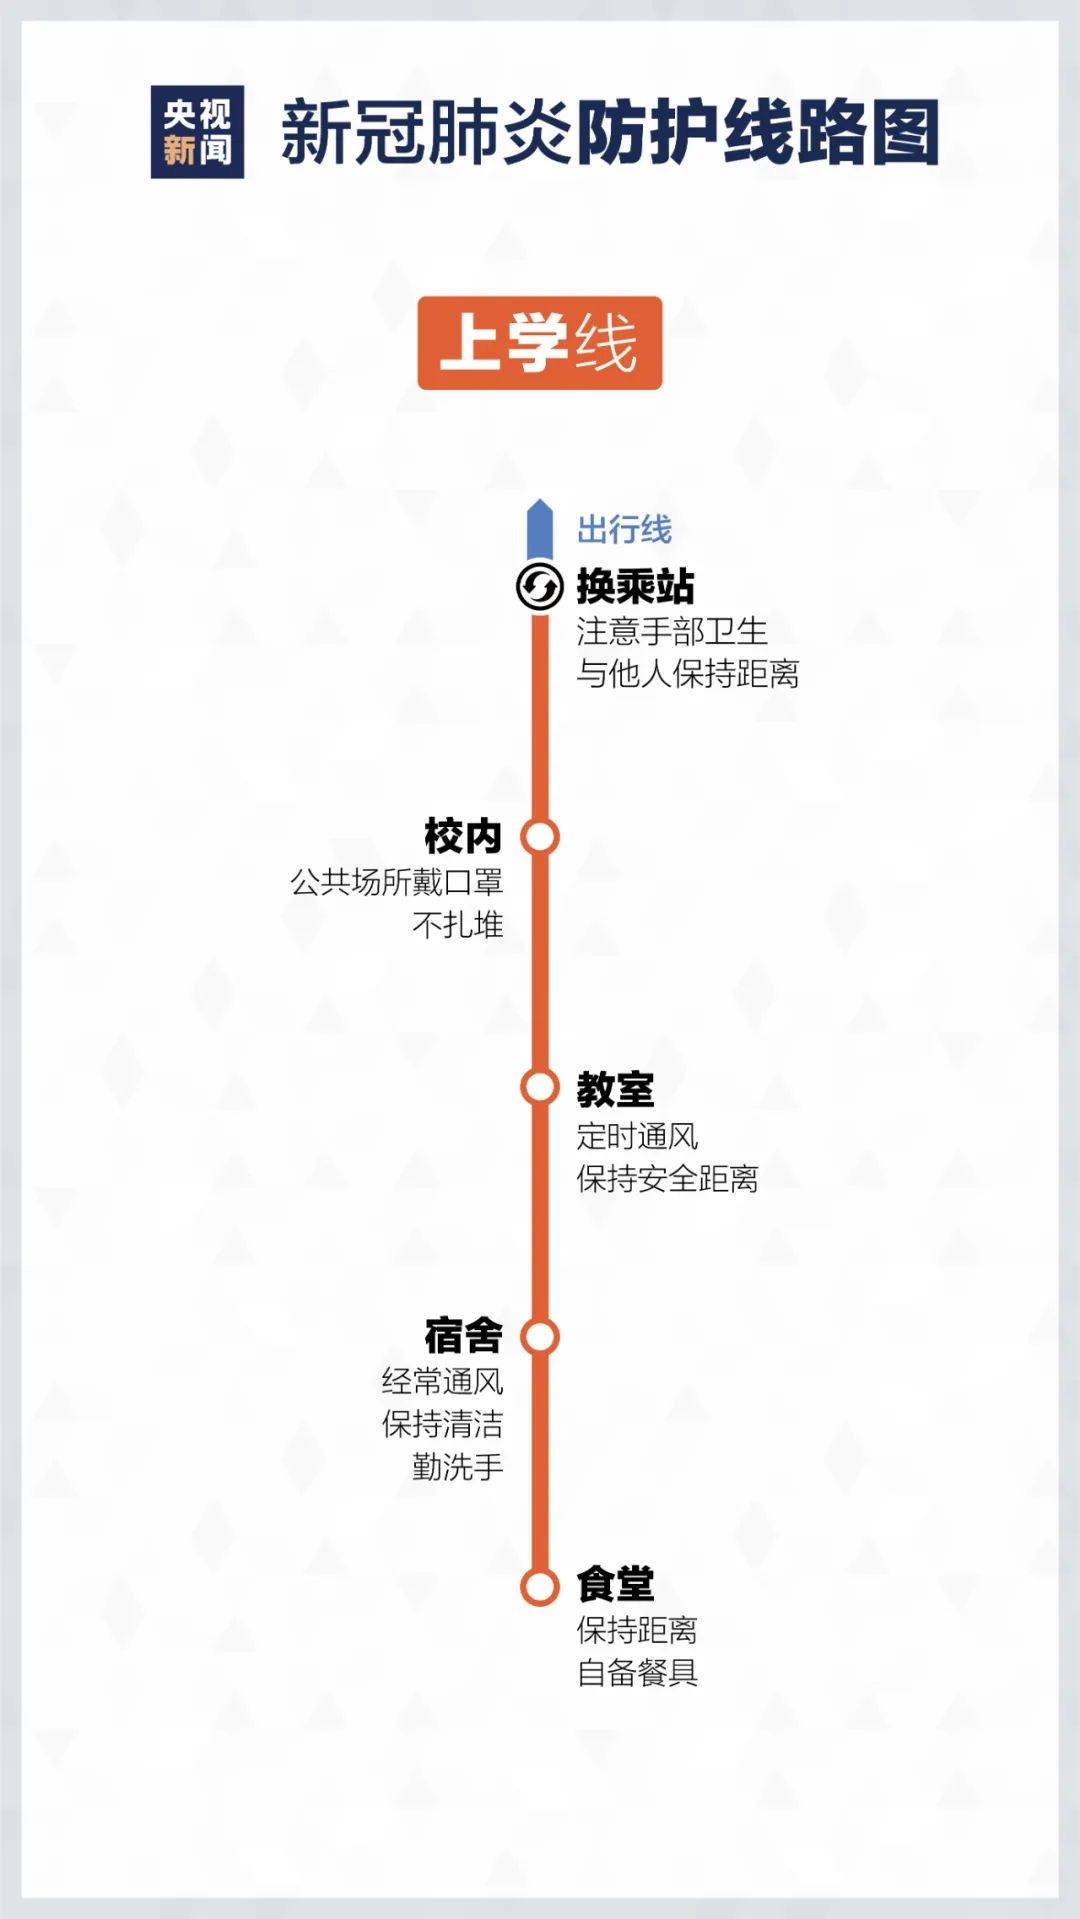 央视
新闻
新冠肺炎防护线路图
上学线
出行线
换乘站
注意手部卫生
与他人保持距离
校内
公共场所戴口罩
不扎堆
教室
定时通风
保持安全距离
宿舍
经常通风
保持清洁
勤洗手
食堂
保持距离
自备餐具